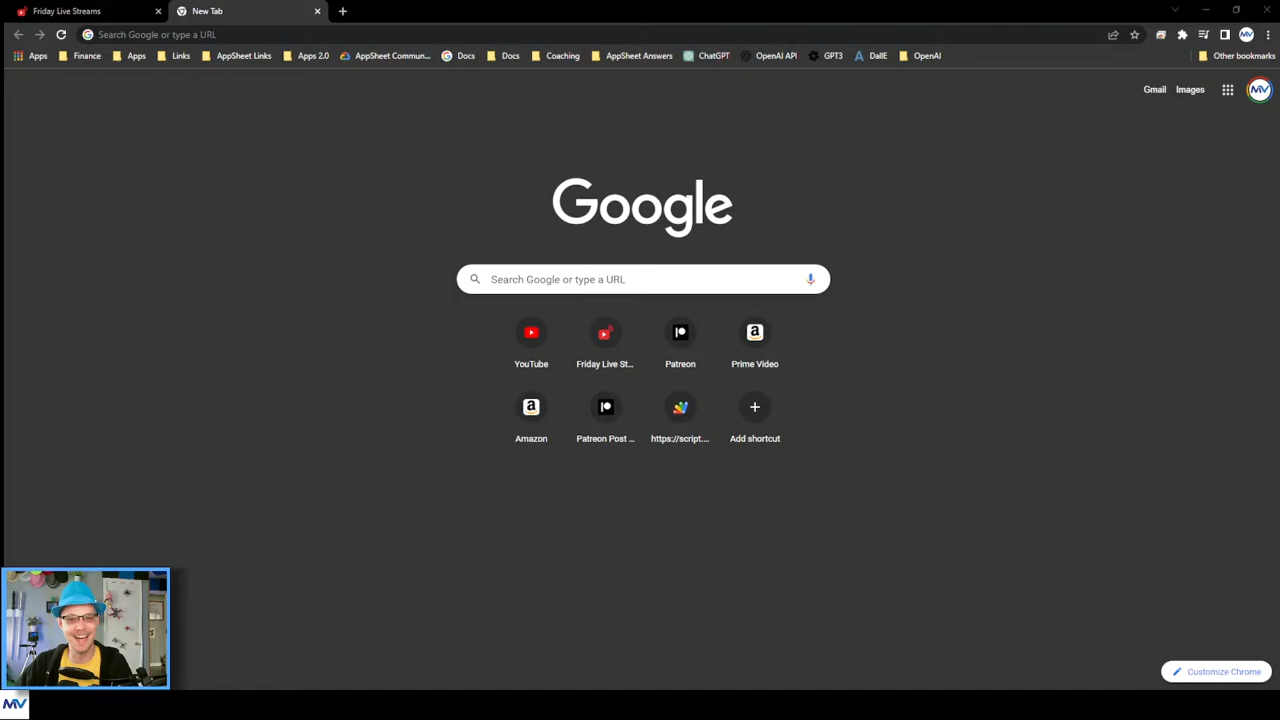 Friday Live Streams
New Tab
Search Google or type a URL
MV
Apps
Finance
Apps
Links
AppSheet Links
Apps 2.0
AppSheet Commun...
Docs
Docs
Coaching
AppSheet Answers
ChatGPT
OpenAI API
GPT3
DallE
OpenAI
Other bookmarks
Gmail
Images
MV
Google
Search Google or type a URL
YouTube
Friday Live St...
Patreon
Prime Video
Amazon
Patreon Post ...
https://script....
Add shortcut
Customize Chrome
MV